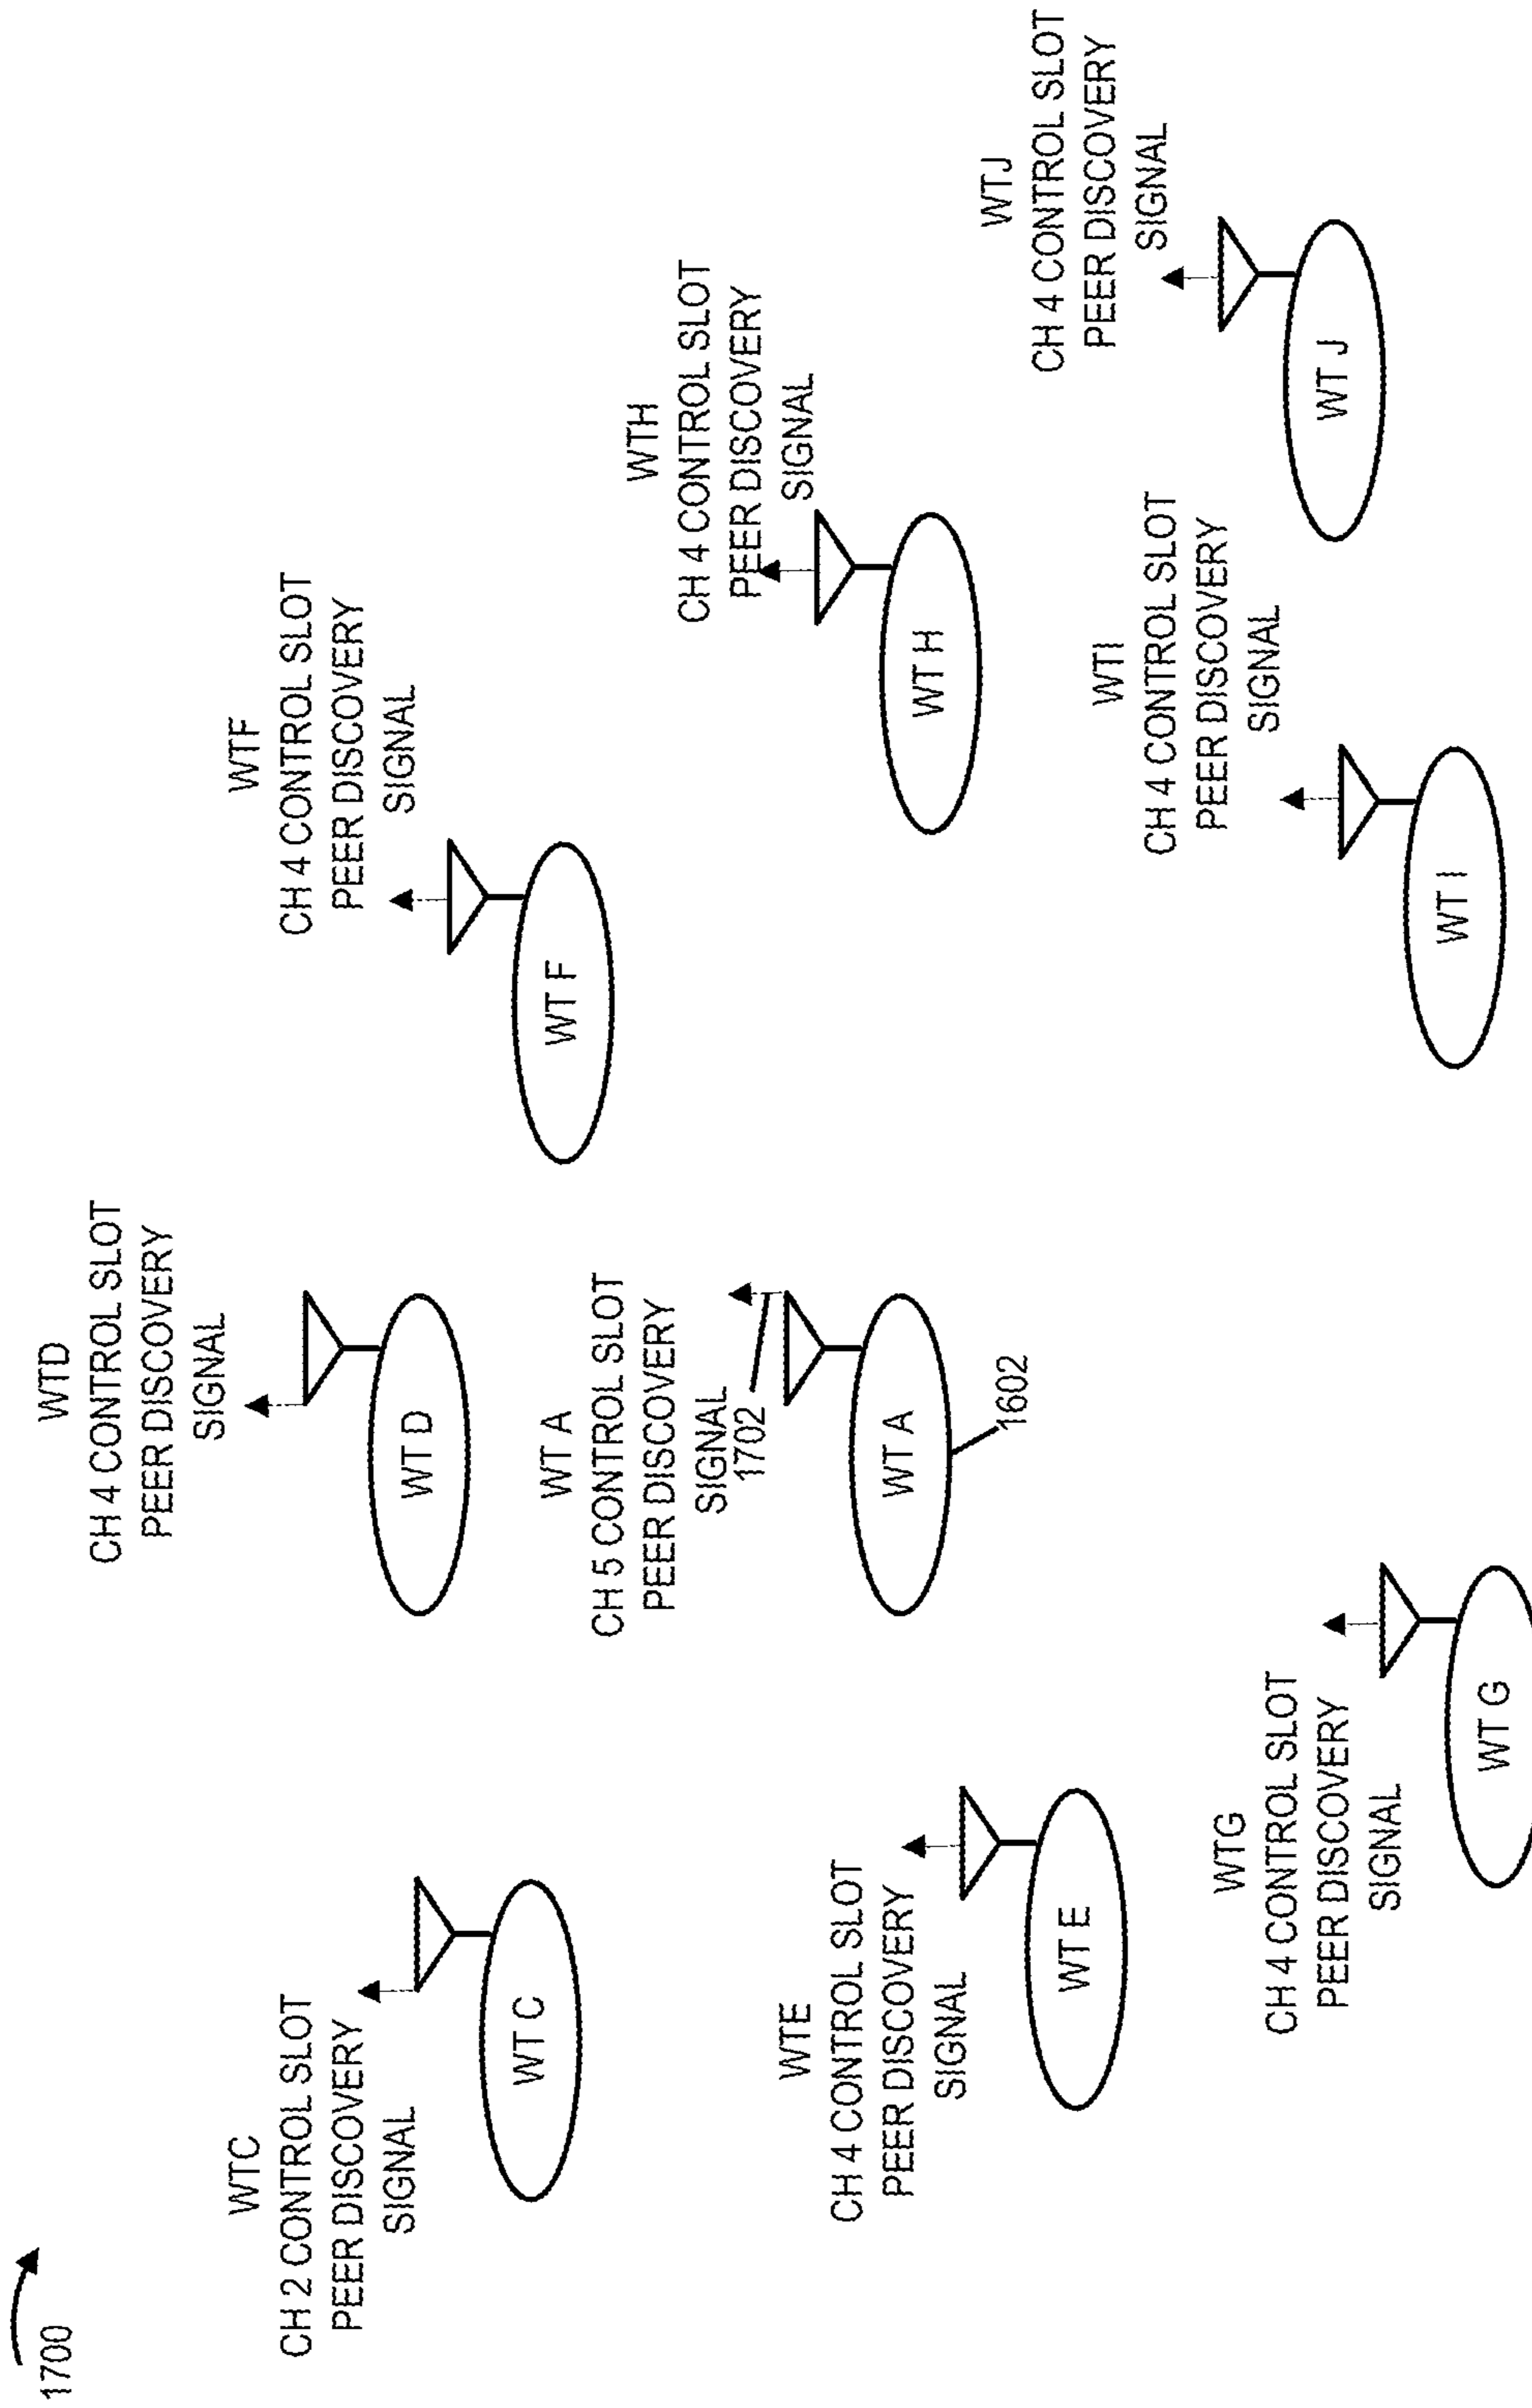 1700
WTD
CH 4 CONTROL SLOT
PEER DISCOVERY
SIGNAL
WT D
WTC
CH 2 CONTROL SLOT
PEER DISCOVERY
SIGNAL
WT C
WTF
CH 4 CONTROL SLOT
PEER DISCOVERY
SIGNAL
WT F
WT A
CH 5 CONTROL SLOT
PEER DISCOVERY
SIGNAL
1702
WT A
1602
WTH
CH 4 CONTROL SLOT
PEER DISCOVERY
SIGNAL
WT H
WTE
CH 4 CONTROL SLOT
PEER DISCOVERY
SIGNAL
WT E
WTJ
CH 4 CONTROL SLOT
PEER DISCOVERY
SIGNAL
WT J
WTI
CH 4 CONTROL SLOT
PEER DISCOVERY
SIGNAL
WT I
WTG
CH 4 CONTROL SLOT
PEER DISCOVERY
SIGNAL
WT G